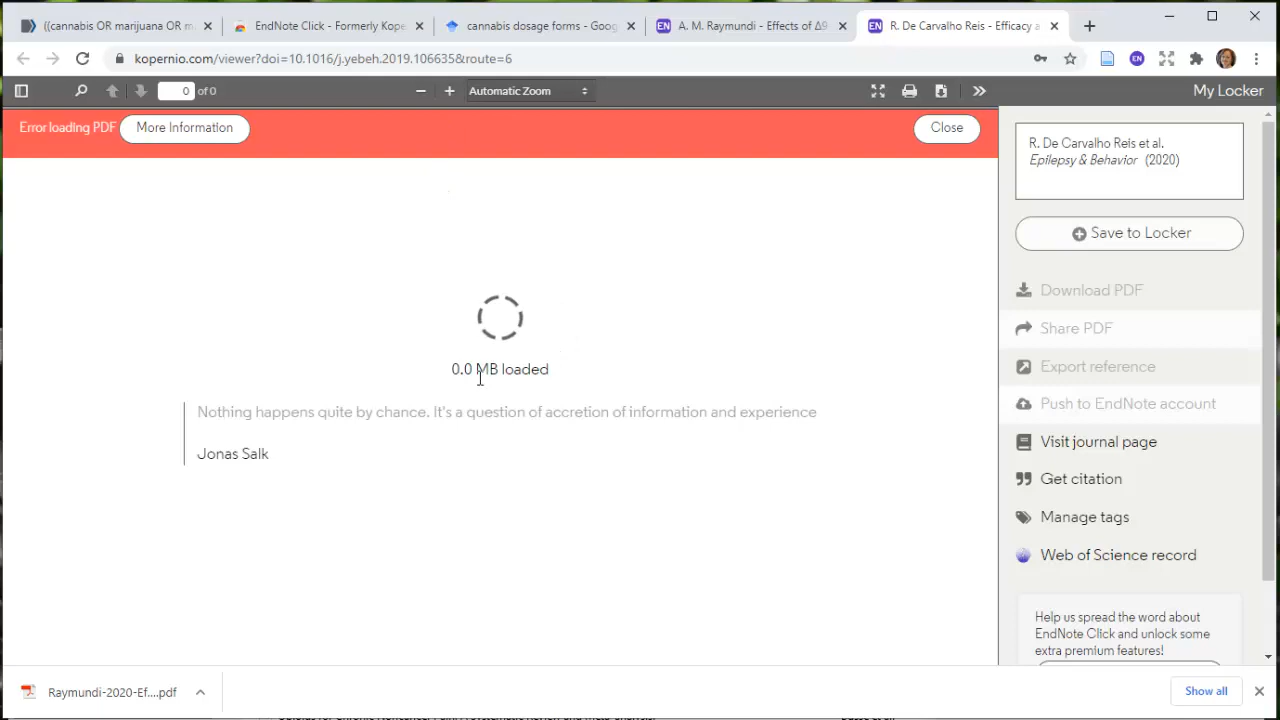 ((cannabis OR marijuana OR m
EndNote Click - Formerly Kope
cannabis dosage forms - Goog
EN A. M. Raymundi - Effects of Δ9
EN R. De Carvalho Reis - Efficacy a
kopernio.com/viewer?doi=10.1016/j.yebeh.2019.106635&route=6
EN
0 of 0
Automatic Zoom
My Locker
Error loading PDF
More Information
Close
R. De Carvalho Reis et al.
Epilepsy & Behavior (2020)
Save to Locker
Download PDF
Share PDF
Export reference
Push to EndNote account
Visit journal page
Get citation
Manage tags
Web of Science record
Help us spread the word about
EndNote Click and unlock some
extra premium features!
0.0 MB loaded
Nothing happens quite by chance. It's a question of accretion of information and experience
Jonas Salk
Raymundi-2020-Ef....pdf
Show all